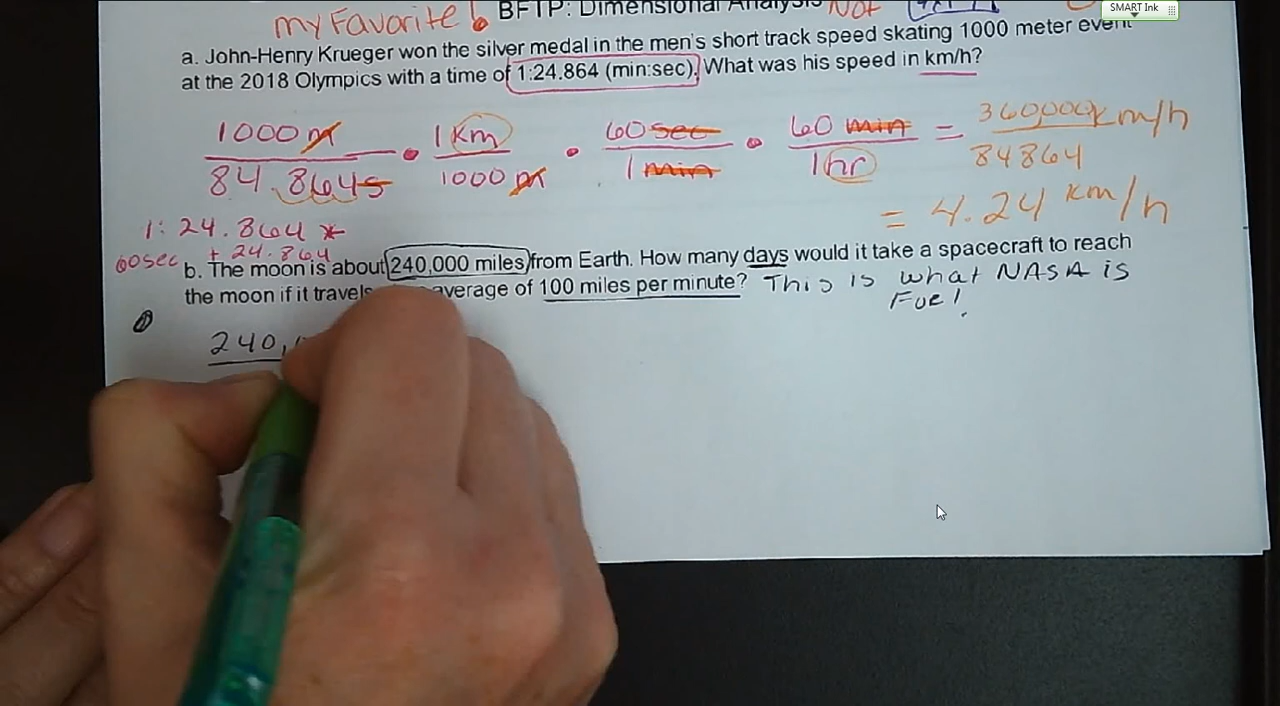 my Favorite! BFTP: Dimensional Analysis Not
SMART Ink
a. John-Henry Krueger won the silver medal in the men's short track speed skating 1000 meter event
at the 2018 Olympics with a time of 1:24.864 (min:sec). What was his speed in km/h?
1000 m / 84.864 s • 1 km / 1000 m • 60 sec / 1 min • 60 min / 1 hr = 360,000 km/h / 84864
= 4.24 km/h
1:24.864 *
60sec + 24.864
b. The moon is about 240,000 miles from Earth. How many days would it take a spacecraft to reach
the moon if it travels average of 100 miles per minute? This is what NASA is
For!
240,